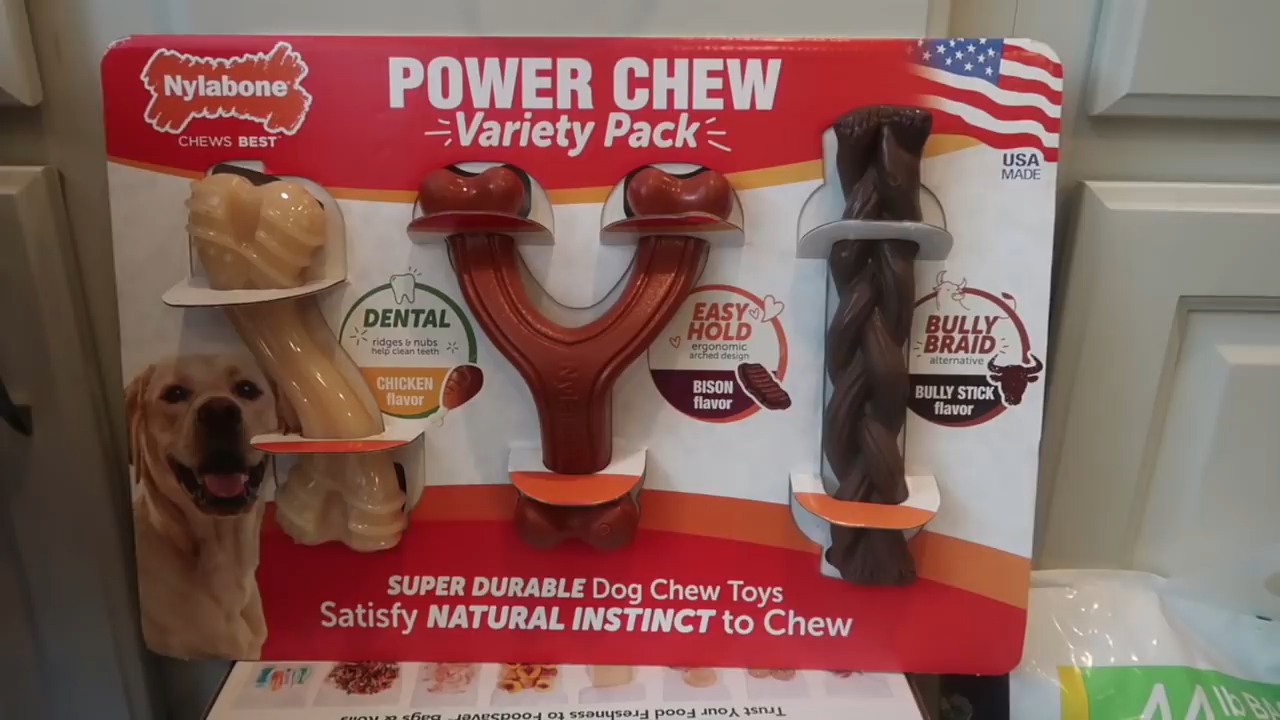 Nylabone®
CHEWS BEST™
POWER CHEW
Variety Pack
USA
MADE
DENTAL
ridges & nubs
help clean teeth
CHICKEN
flavor
EASY
HOLD
ergonomic
arched design
BISON
flavor
BULLY
BRAID
alternative
BULLY STICK
flavor
SUPER DURABLE Dog Chew Toys
Satisfy NATURAL INSTINCT to Chew
Trust Your Food Freshness to FoodSaver® Bags & Rolls
lb